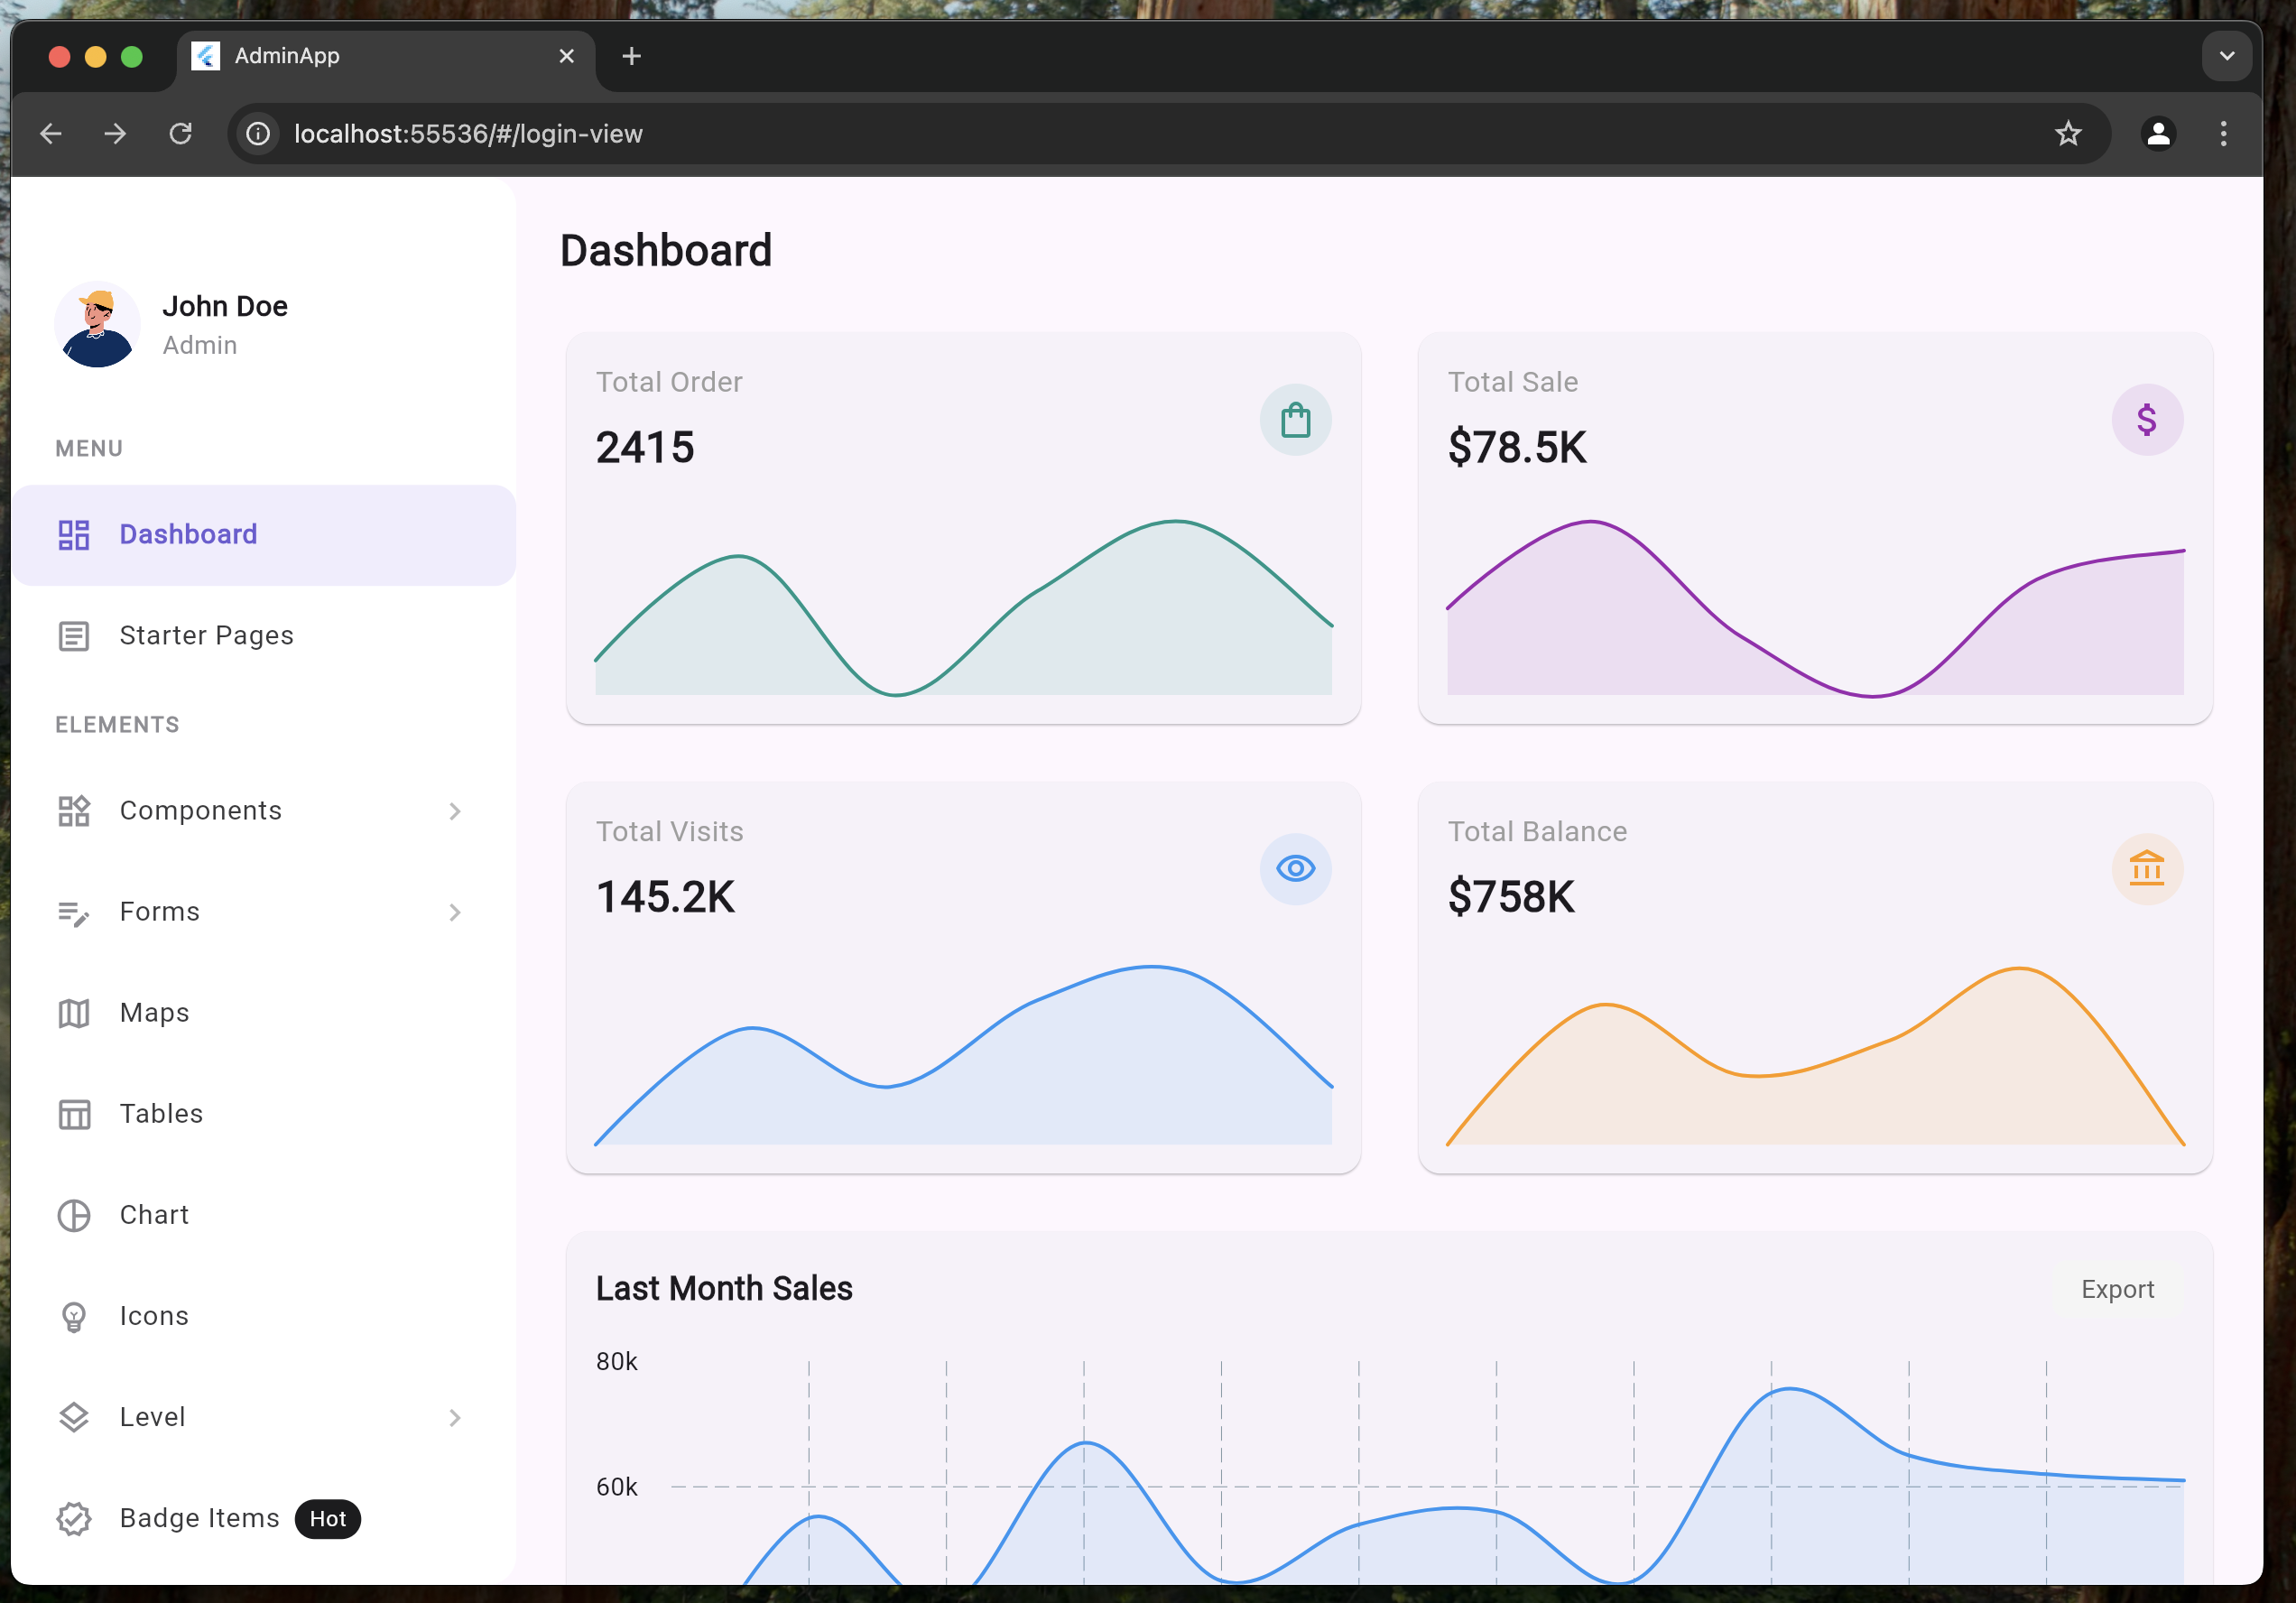 AdminApp
localhost:55536/#/login-view
John Doe
Admin
MENU
Dashboard
Starter Pages
ELEMENTS
Components
Forms
Maps
Tables
Chart
Icons
Level
Badge Items Hot
Dashboard
Total Order
2415
Total Sale
$78.5K
Total Visits
145.2K
Total Balance
$758K
Last Month Sales
Export
80k
60k